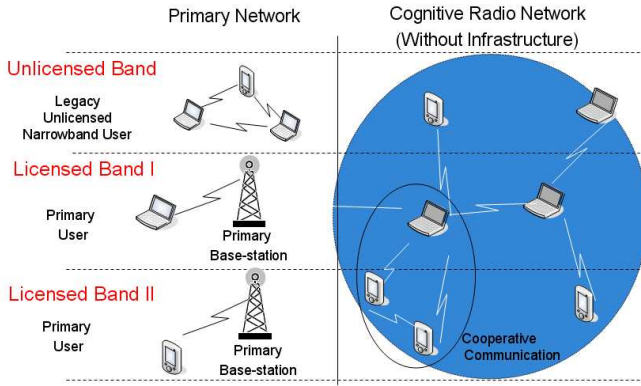 Primary Network
Cognitive Radio Network
(Without Infrastructure)
Unlicensed Band
Legacy
Unlicensed
Narrowband User
Licensed Band I
Primary
User
Primary
Base-station
Licensed Band II
Primary
User
Primary
Base-station
Cooperative
Communication